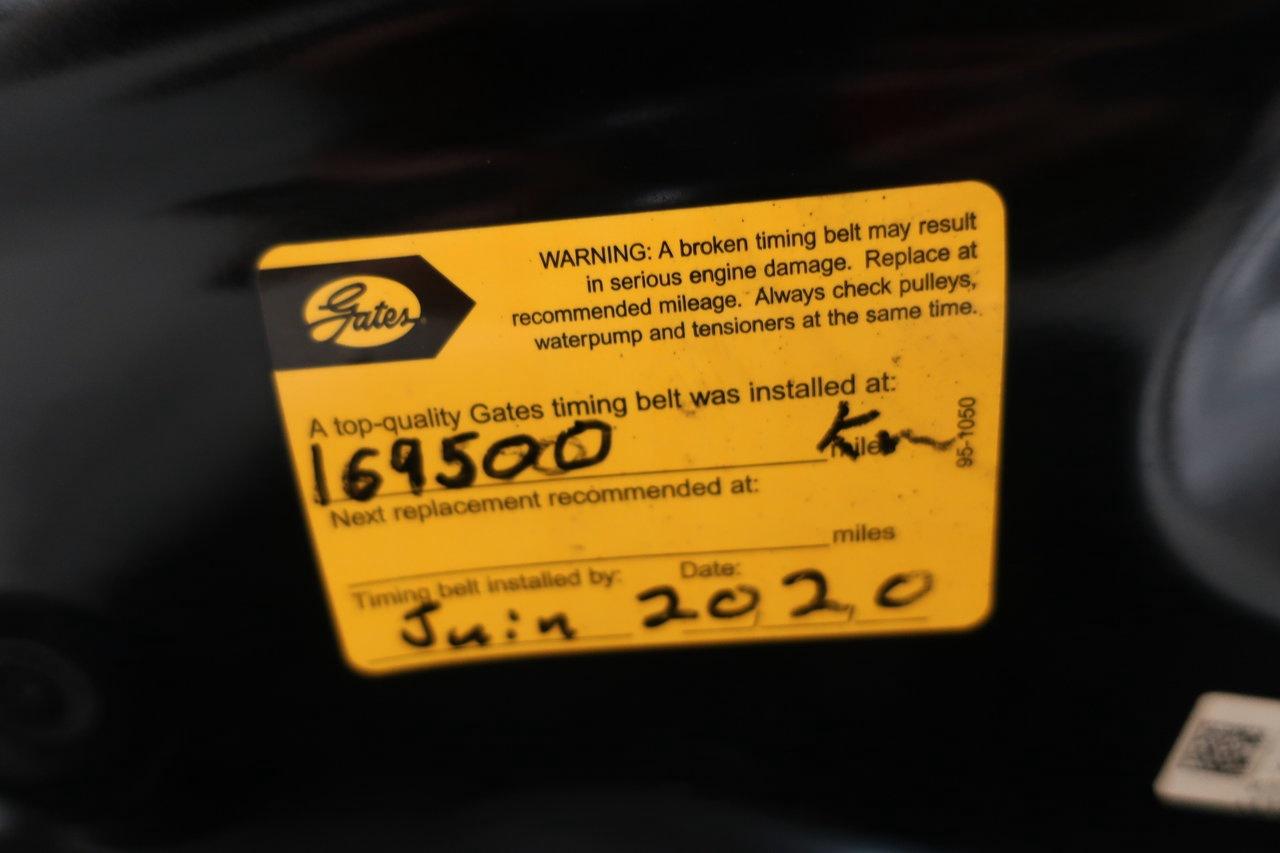 Gates
WARNING: A broken timing belt may result
in serious engine damage. Replace at
recommended mileage. Always check pulleys,
waterpump and tensioners at the same time.
A top-quality Gates timing belt was installed at:
169500 miles Km
Next replacement recommended at:
miles
Timing belt installed by: Date:
Juin 2020
95-1050